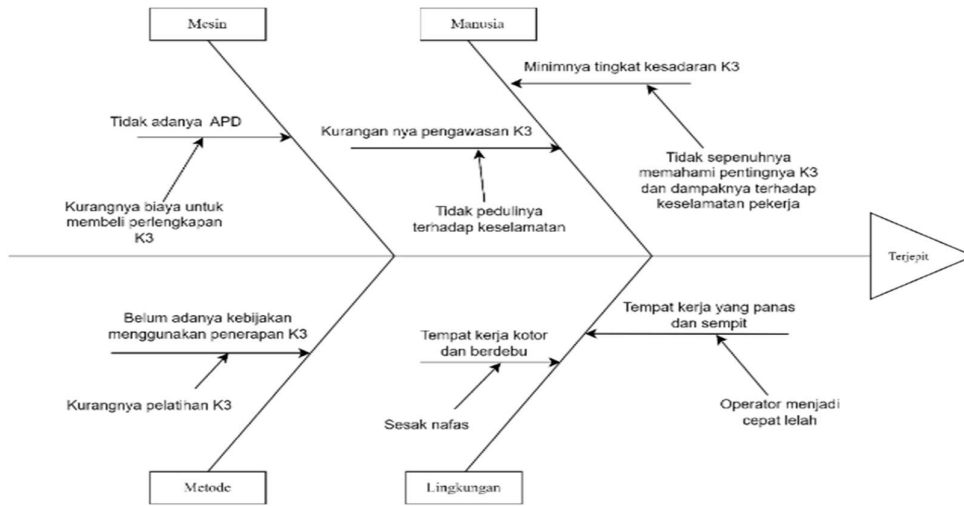 Mesin
Manusia
Minimnya tingkat kesadaran K3
Tidak adanya APD
Kurangan nya pengawasan K3
Tidak sepenuhnya
memahami pentingnya K3
dan dampaknya terhadap
keselamatan pekerja
Kurangnya biaya untuk
membeli perlengkapan
K3
Tidak pedulinya
terhadap keselamatan
Terjepit
Belum adanya kebijakan
menggunakan penerapan K3
Tempat kerja kotor
dan berdebu
Tempat kerja yang panas
dan sempit
Kurangnya pelatihan K3
Sesak nafas
Operator menjadi
cepat lelah
Metode
Lingkungan